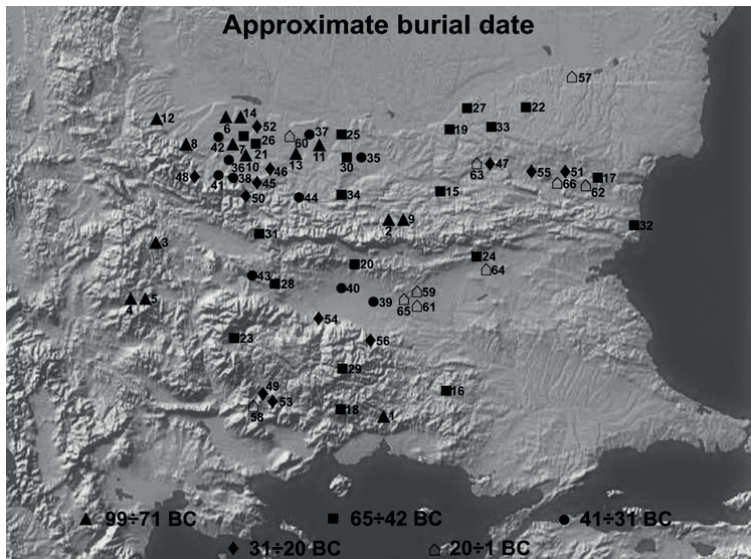 Approximate burial date
57
12 6 14 52 60 37 25 27 22
19 33
8 42 7 26 21 13 11 30 35
36 10 46 63 47 55 51 17
48 41 38 45 66 62
50 44 34 15
2 9 32
31
3 20 24 64
43 28 40 59
4 5 39 65 61
54
23 56
29
49 16
58 53 18 1
99÷71 BC 65÷42 BC 41÷31 BC
31÷20 BC 20÷1 BC